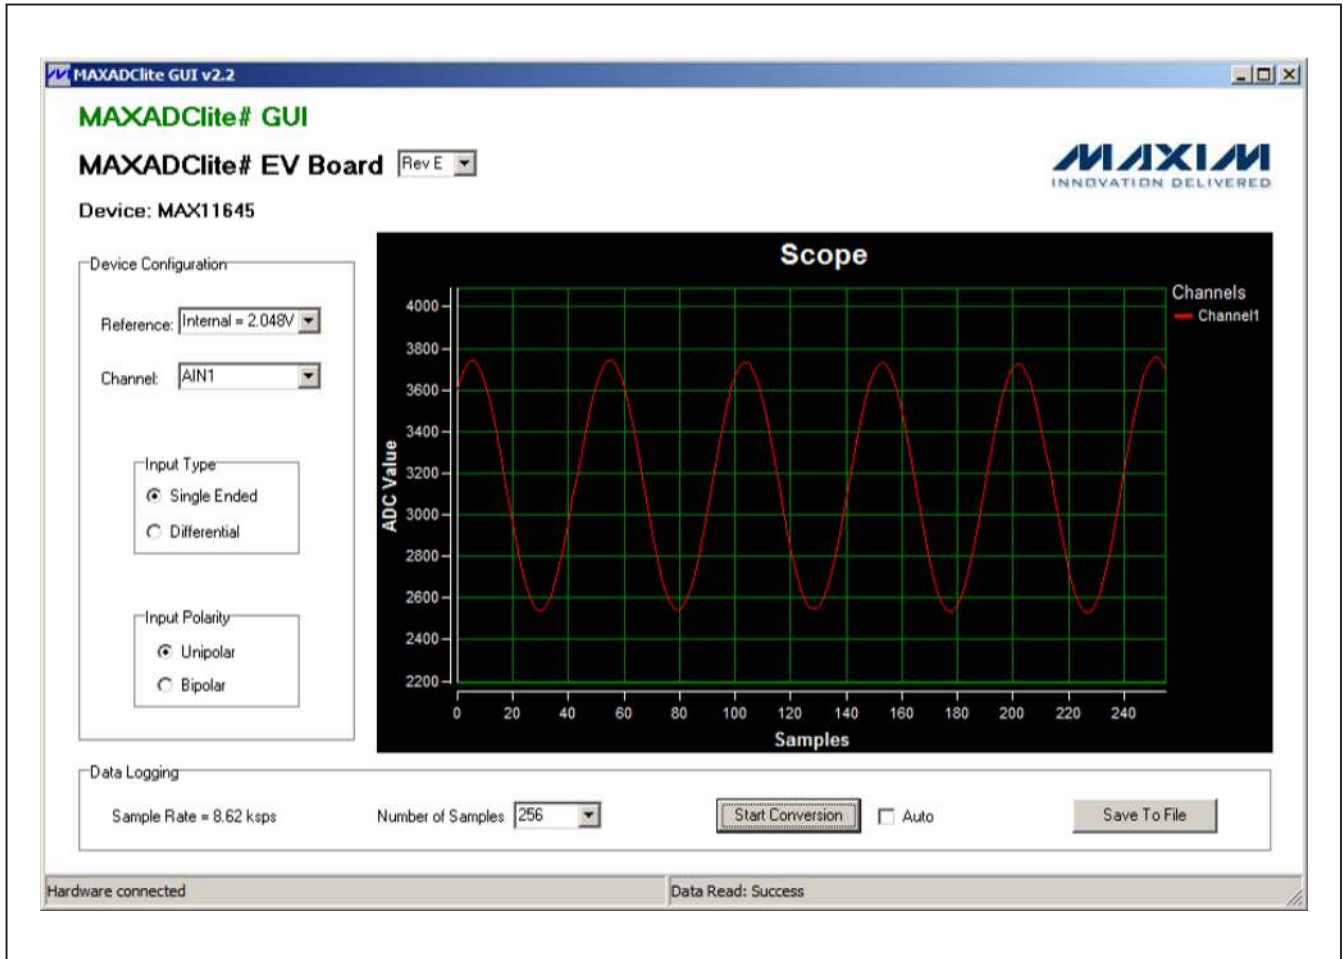 MAXADClite GUI v2.2
MAXADClite# GUI
MAXADClite# EV Board Rev E
MAXIM
INNOVATION DELIVERED
Device: MAX11645
Device Configuration
Reference: Internal = 2.048V
Channel: AIN1
Input Type
Single Ended
Differential
Input Polarity
Unipolar
Bipolar
Scope
Channels
Channel1
ADC Value
4000
3800
3600
3400
3200
3000
2800
2600
2400
2200
0 20 40 60 80 100 120 140 160 180 200 220 240
Samples
Data Logging
Sample Rate = 8.62 ksps Number of Samples 256 Start Conversion Auto Save To File
Hardware connected Data Read: Success